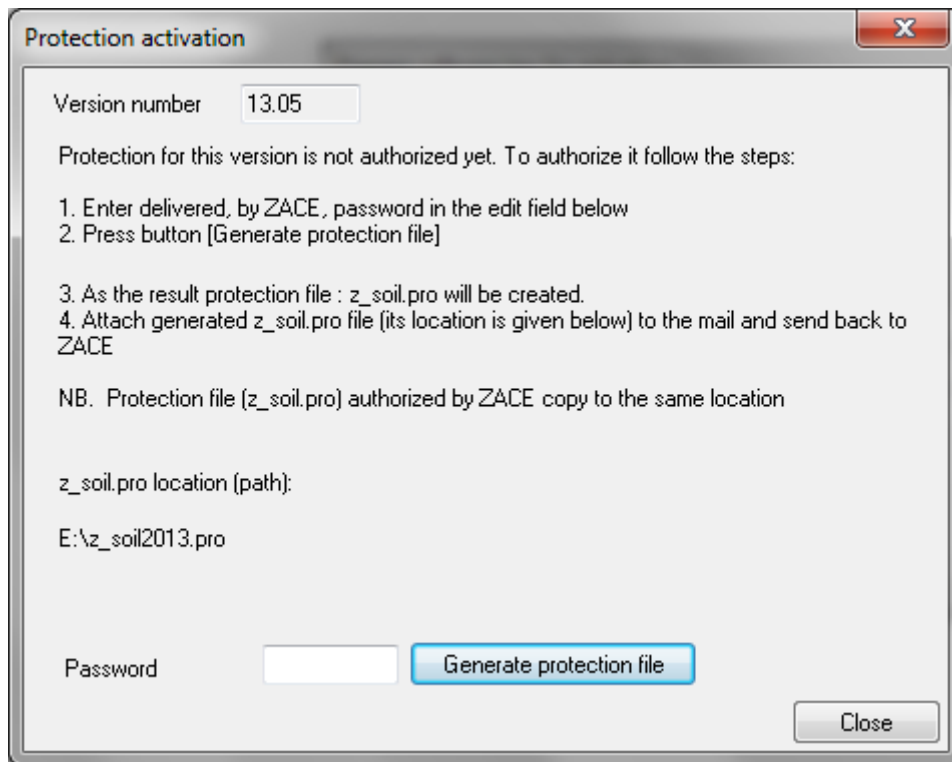 Protection activation
Version number 13.05
Protection for this version is not authorized yet. To authorize it follow the steps:
1. Enter delivered, by ZACE, password in the edit field below
2. Press button [Generate protection file]
3. As the result protection file : z_soil.pro will be created.
4. Attach generated z_soil.pro file (its location is given below) to the mail and send back to
ZACE
NB. Protection file (z_soil.pro) authorized by ZACE copy to the same location
z_soil.pro location (path):
E:\z_soil2013.pro
Password Generate protection file
Close